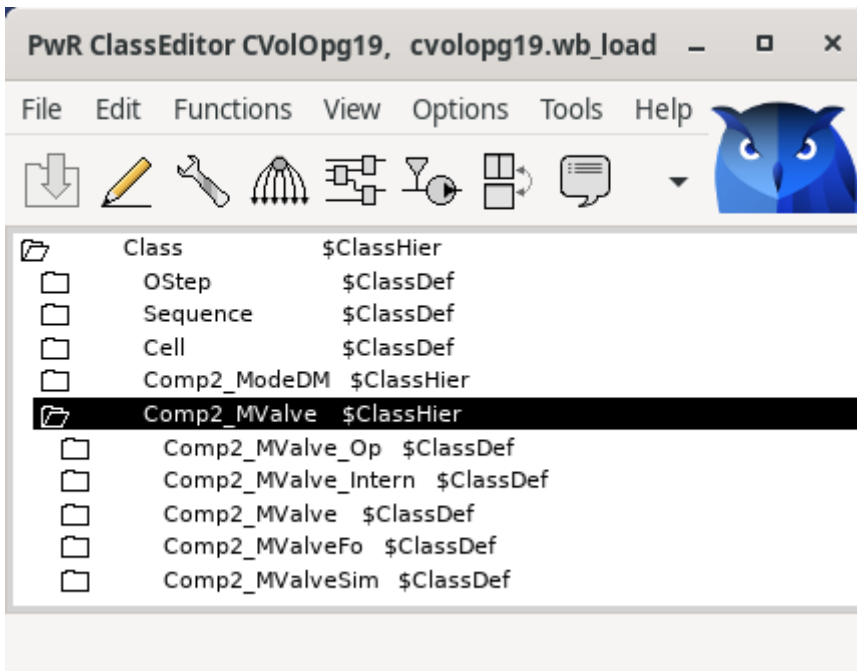 PwR ClassEditor CVolOpg19, cvolopg19.wb_load
File Edit Functions View Options Tools Help
Class $ClassHier
OStep $ClassDef
Sequence $ClassDef
Cell $ClassDef
Comp2_ModeDM $ClassHier
Comp2_MValve $ClassHier
Comp2_MValve_Op $ClassDef
Comp2_MValve_Intern $ClassDef
Comp2_MValve $ClassDef
Comp2_MValveFo $ClassDef
Comp2_MValveSim $ClassDef